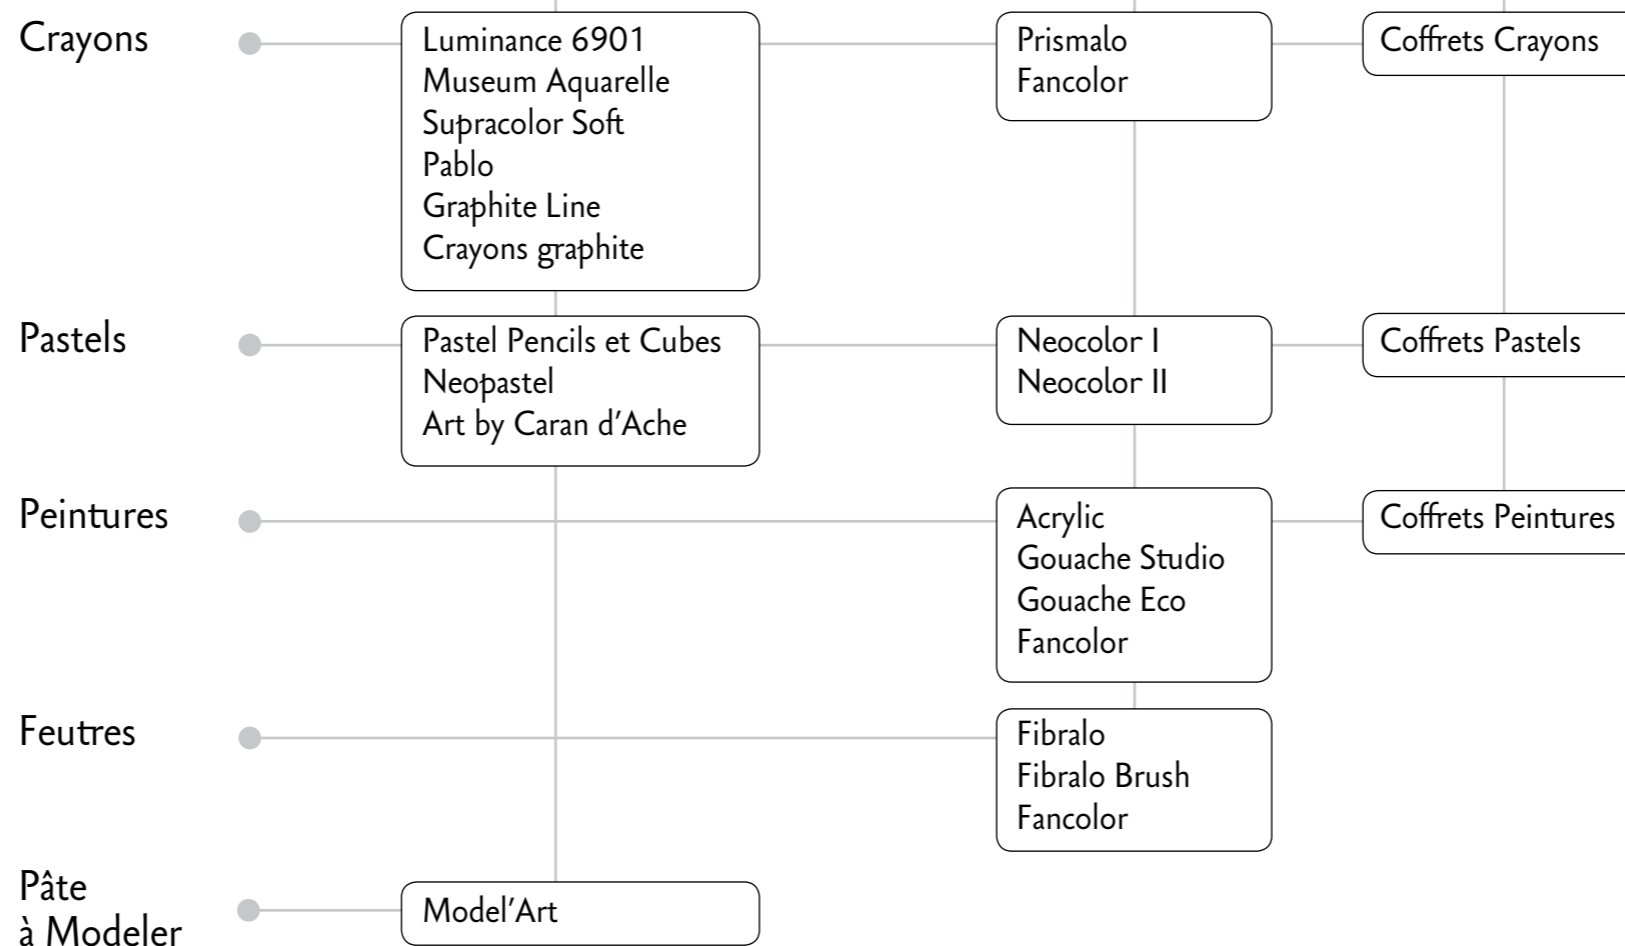 Crayons
Luminance 6901
Museum Aquarelle
Supracolor Soft
Pablo
Graphite Line
Crayons graphite
Prismalo
Fancolor
Coffrets Crayons
Pastels
Pastel Pencils et Cubes
Neopastel
Art by Caran d’Ache
Neocolor I
Neocolor II
Coffrets Pastels
Peintures
Acrylic
Gouache Studio
Gouache Eco
Fancolor
Coffrets Peintures
Feutres
Fibralo
Fibralo Brush
Fancolor
Pâte
à Modeler
Model’Art